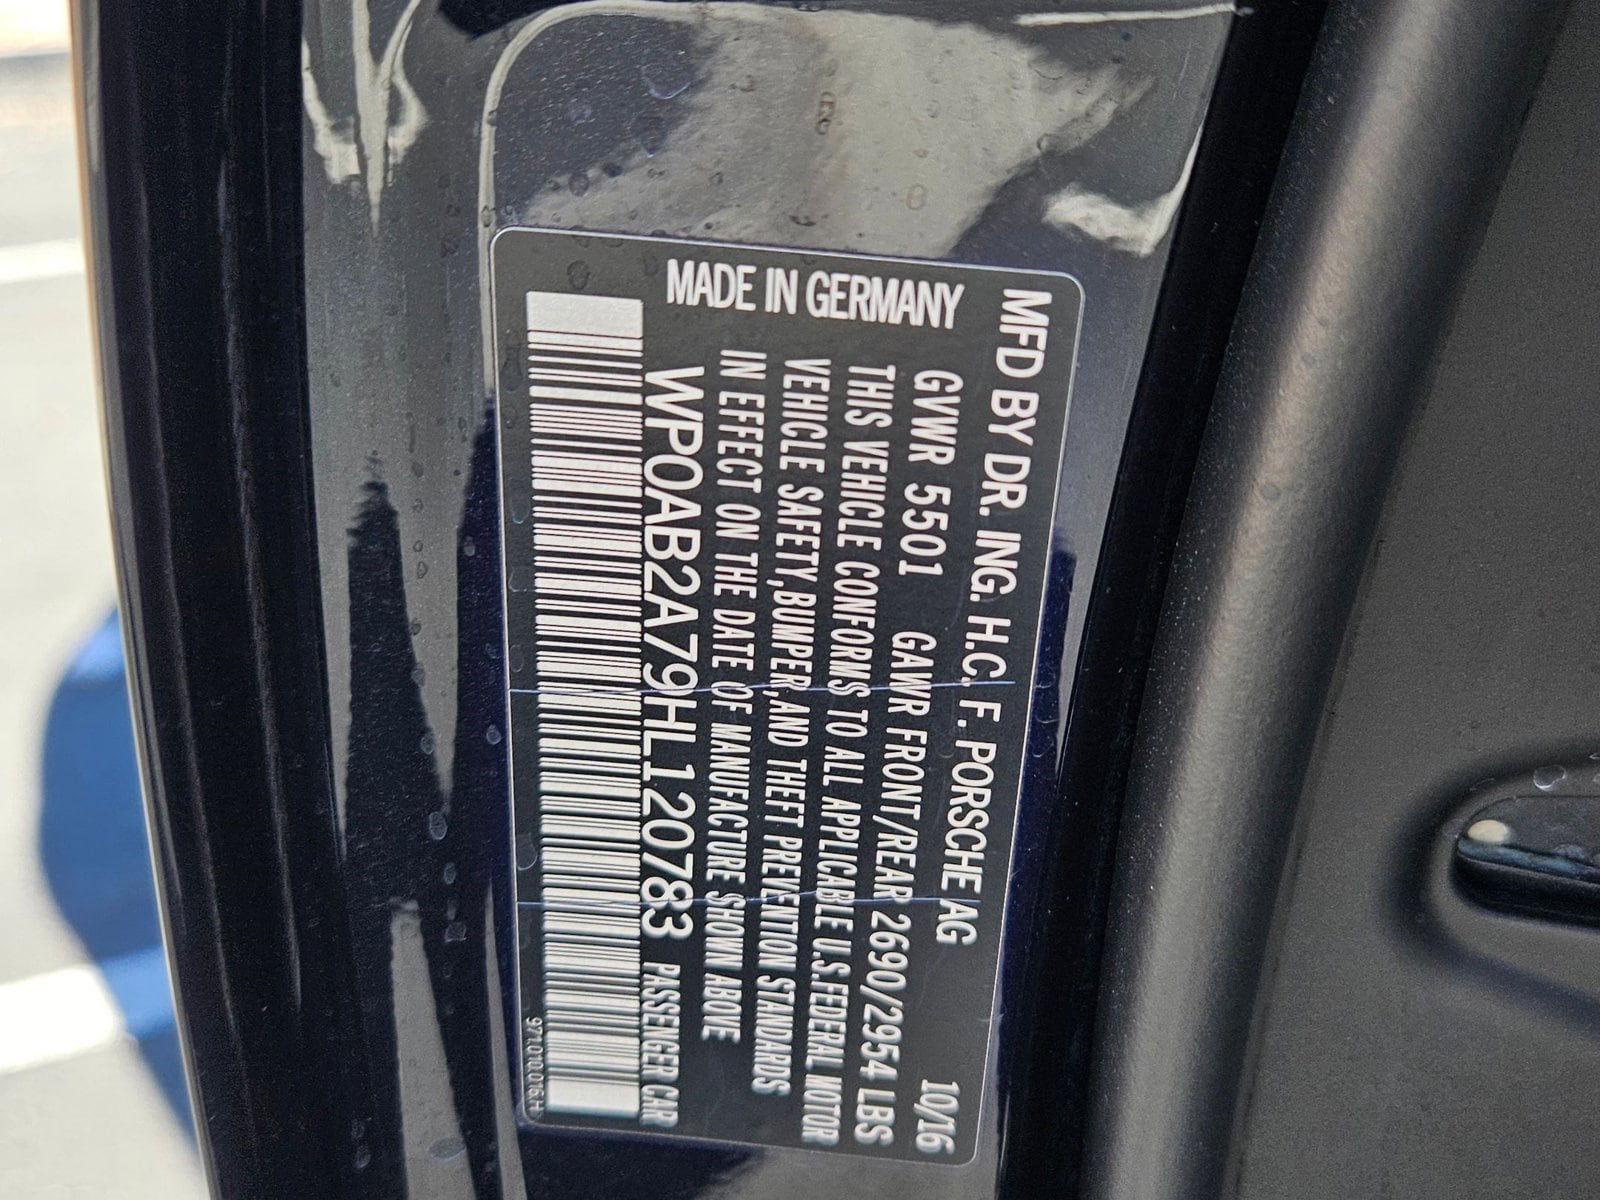 MFD BY DR. ING. H.C. F. PORSCHE AG 10/16
GVWR 5501 GAWR FRONT/REAR 2690/2954 LBS
THIS VEHICLE CONFORMS TO ALL APPLICABLE U.S.FEDERAL MOTOR
VEHICLE SAFETY,BUMPER,AND THEFT PREVENTION STANDARDS
IN EFFECT ON THE DATE OF MANUFACTURE SHOWN ABOVE
WP0AB2A79HL120783 PASSENGER CAR
MADE IN GERMANY